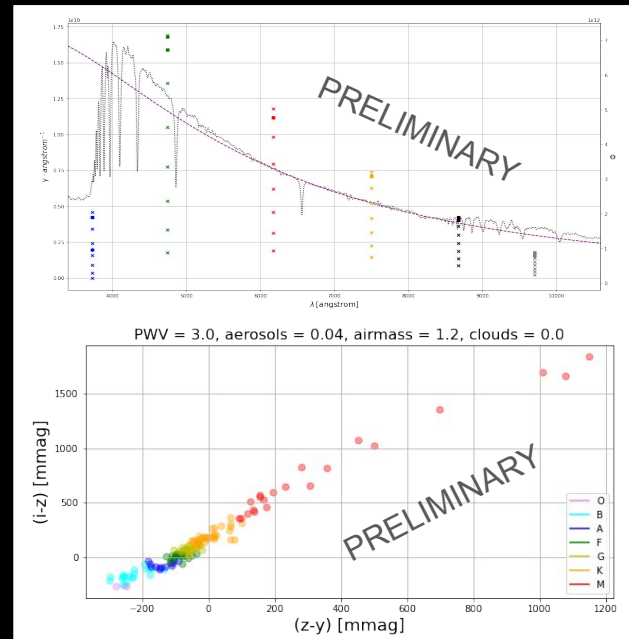 1e10
1e12
1.75
7
1.50
6
1.25
5
1.00
4
0.75
3
0.50
2
0.25
1
0.00
0
γ · angstrom⁻¹
e
PRELIMINARY
4000 5000 6000 7000 8000 9000 10000
λ [angstrom]
PWV = 3.0, aerosols = 0.04, airmass = 1.2, clouds = 0.0
1500
1000
500
0
(i-z) [mmag]
PRELIMINARY
O
B
A
F
G
K
M
−200 0 200 400 600 800 1000 1200
(z-y) [mmag]